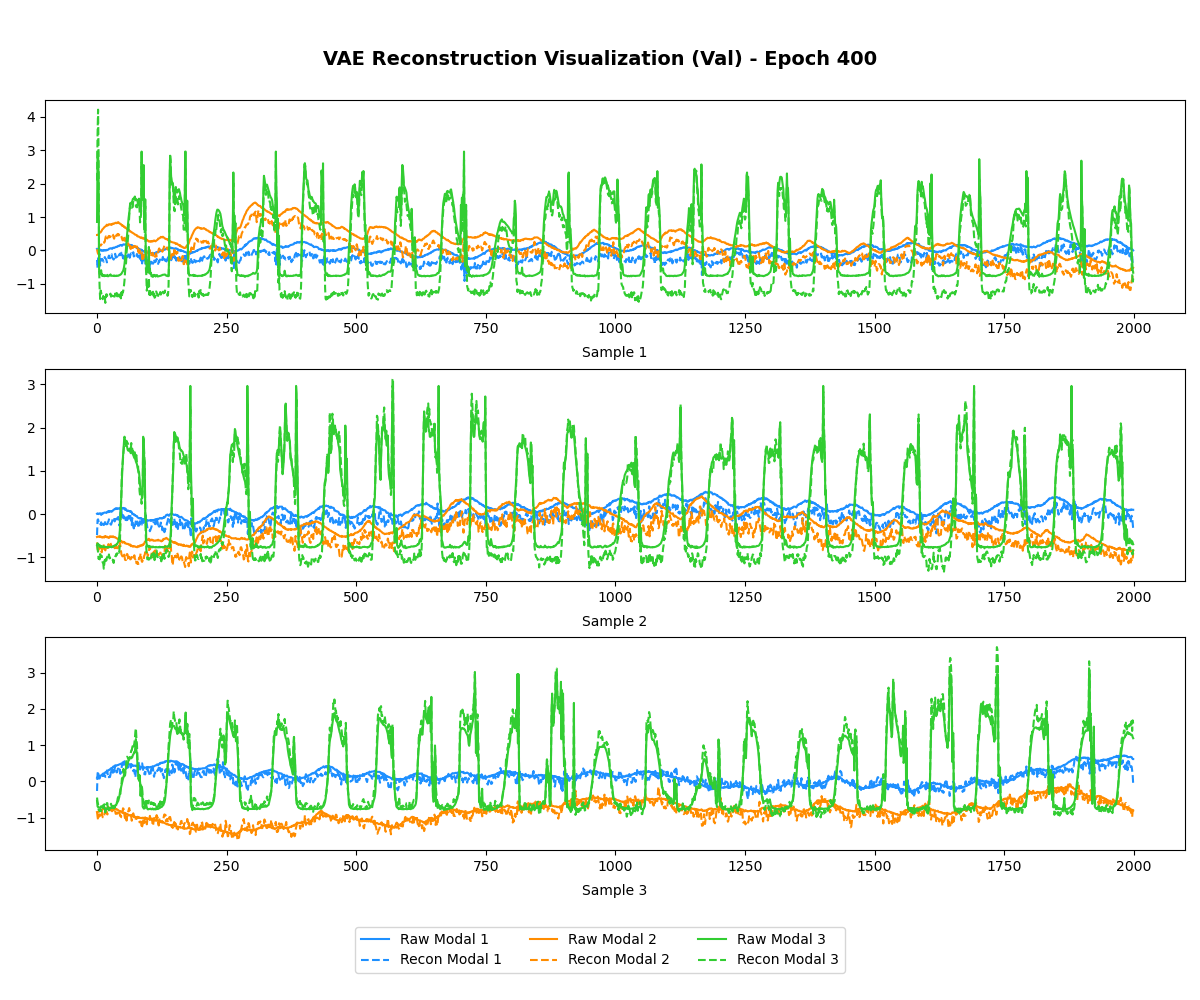 VAE Reconstruction Visualization (Val) - Epoch 400
4
3
2
1
0
−1
0 250 500 750 1000 1250 1500 1750 2000
Sample 1
3
2
1
0
−1
0 250 500 750 1000 1250 1500 1750 2000
Sample 2
3
2
1
0
−1
0 250 500 750 1000 1250 1500 1750 2000
Sample 3
Raw Modal 1 Raw Modal 2 Raw Modal 3
Recon Modal 1 Recon Modal 2 Recon Modal 3